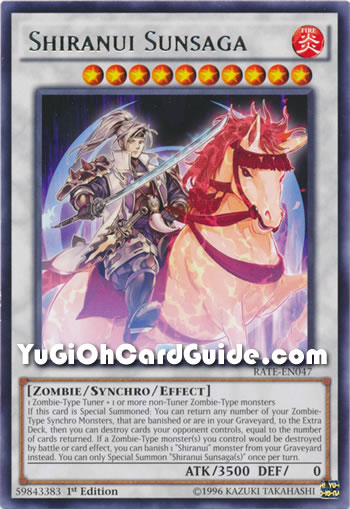 SHIRANUI SUNSAGA
FIRE
炎
YuGiOhCardGuide.com
RATE-EN047
[ZOMBIE/SYNCHRO/EFFECT]
1 Zombie-Type Tuner + 1 or more non-Tuner Zombie-Type monsters
If this card is Special Summoned: You can return any number of your Zombie-
Type Synchro Monsters, that are banished or are in your Graveyard, to the Extra
Deck, then you can destroy cards your opponent controls, equal to the number
of cards returned. If a Zombie-Type monster(s) you control would be destroyed
by battle or card effect, you can banish 1 "Shiranui" monster from your Graveyard
instead. You can only Special Summon "Shiranui Sunsaga(s)" once per turn.
ATK/3500 DEF/ 0
59843383 1st Edition ©1996 KAZUKI TAKAHASHI